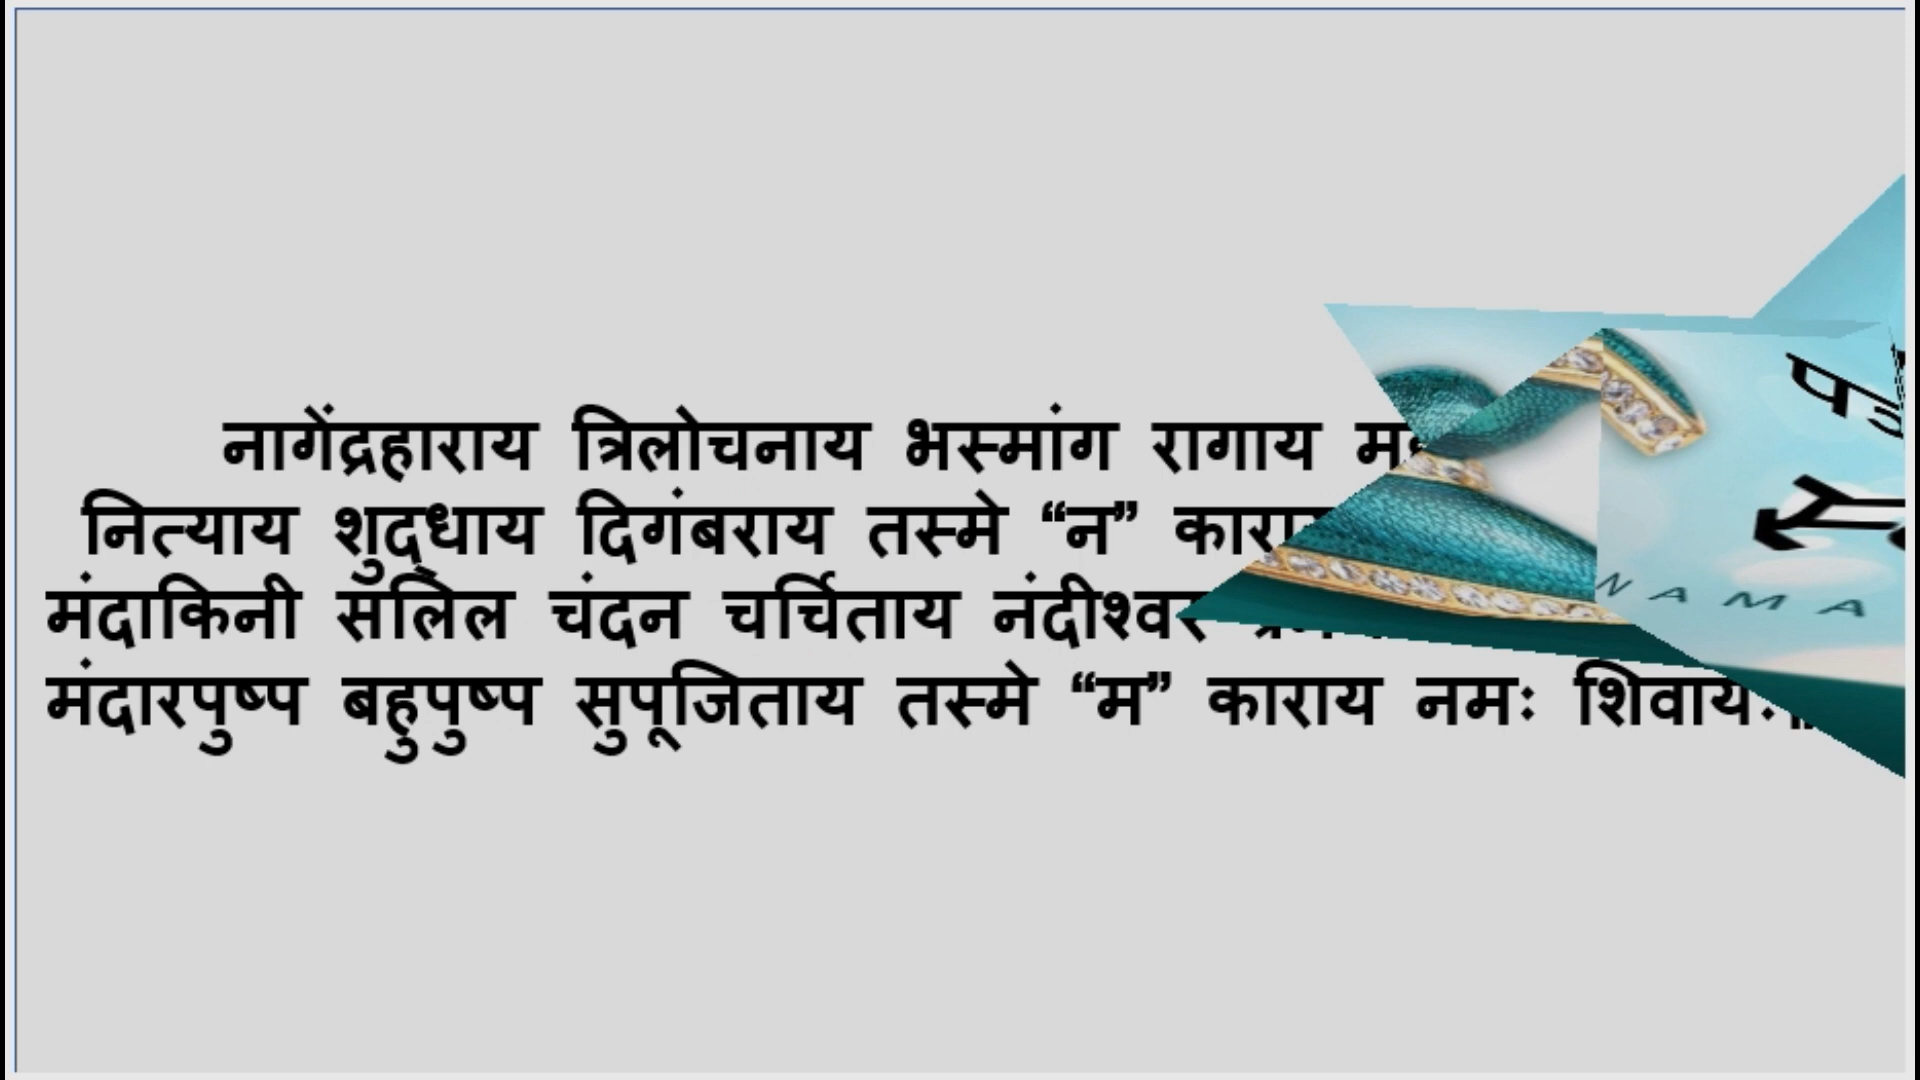 नागेंद्रहाराय त्रिलोचनाय भस्मांग रागाय
नित्याय शुद्धाय दिगंबराय तस्मे “न”
मंदाकिनी सलिल चंदन चर्चिताय नंदीश्वर
मंदारपुष्प बहुपुष्प सुपूजिताय तस्मे “म” काराय नमः शिवायः॥
NAMA